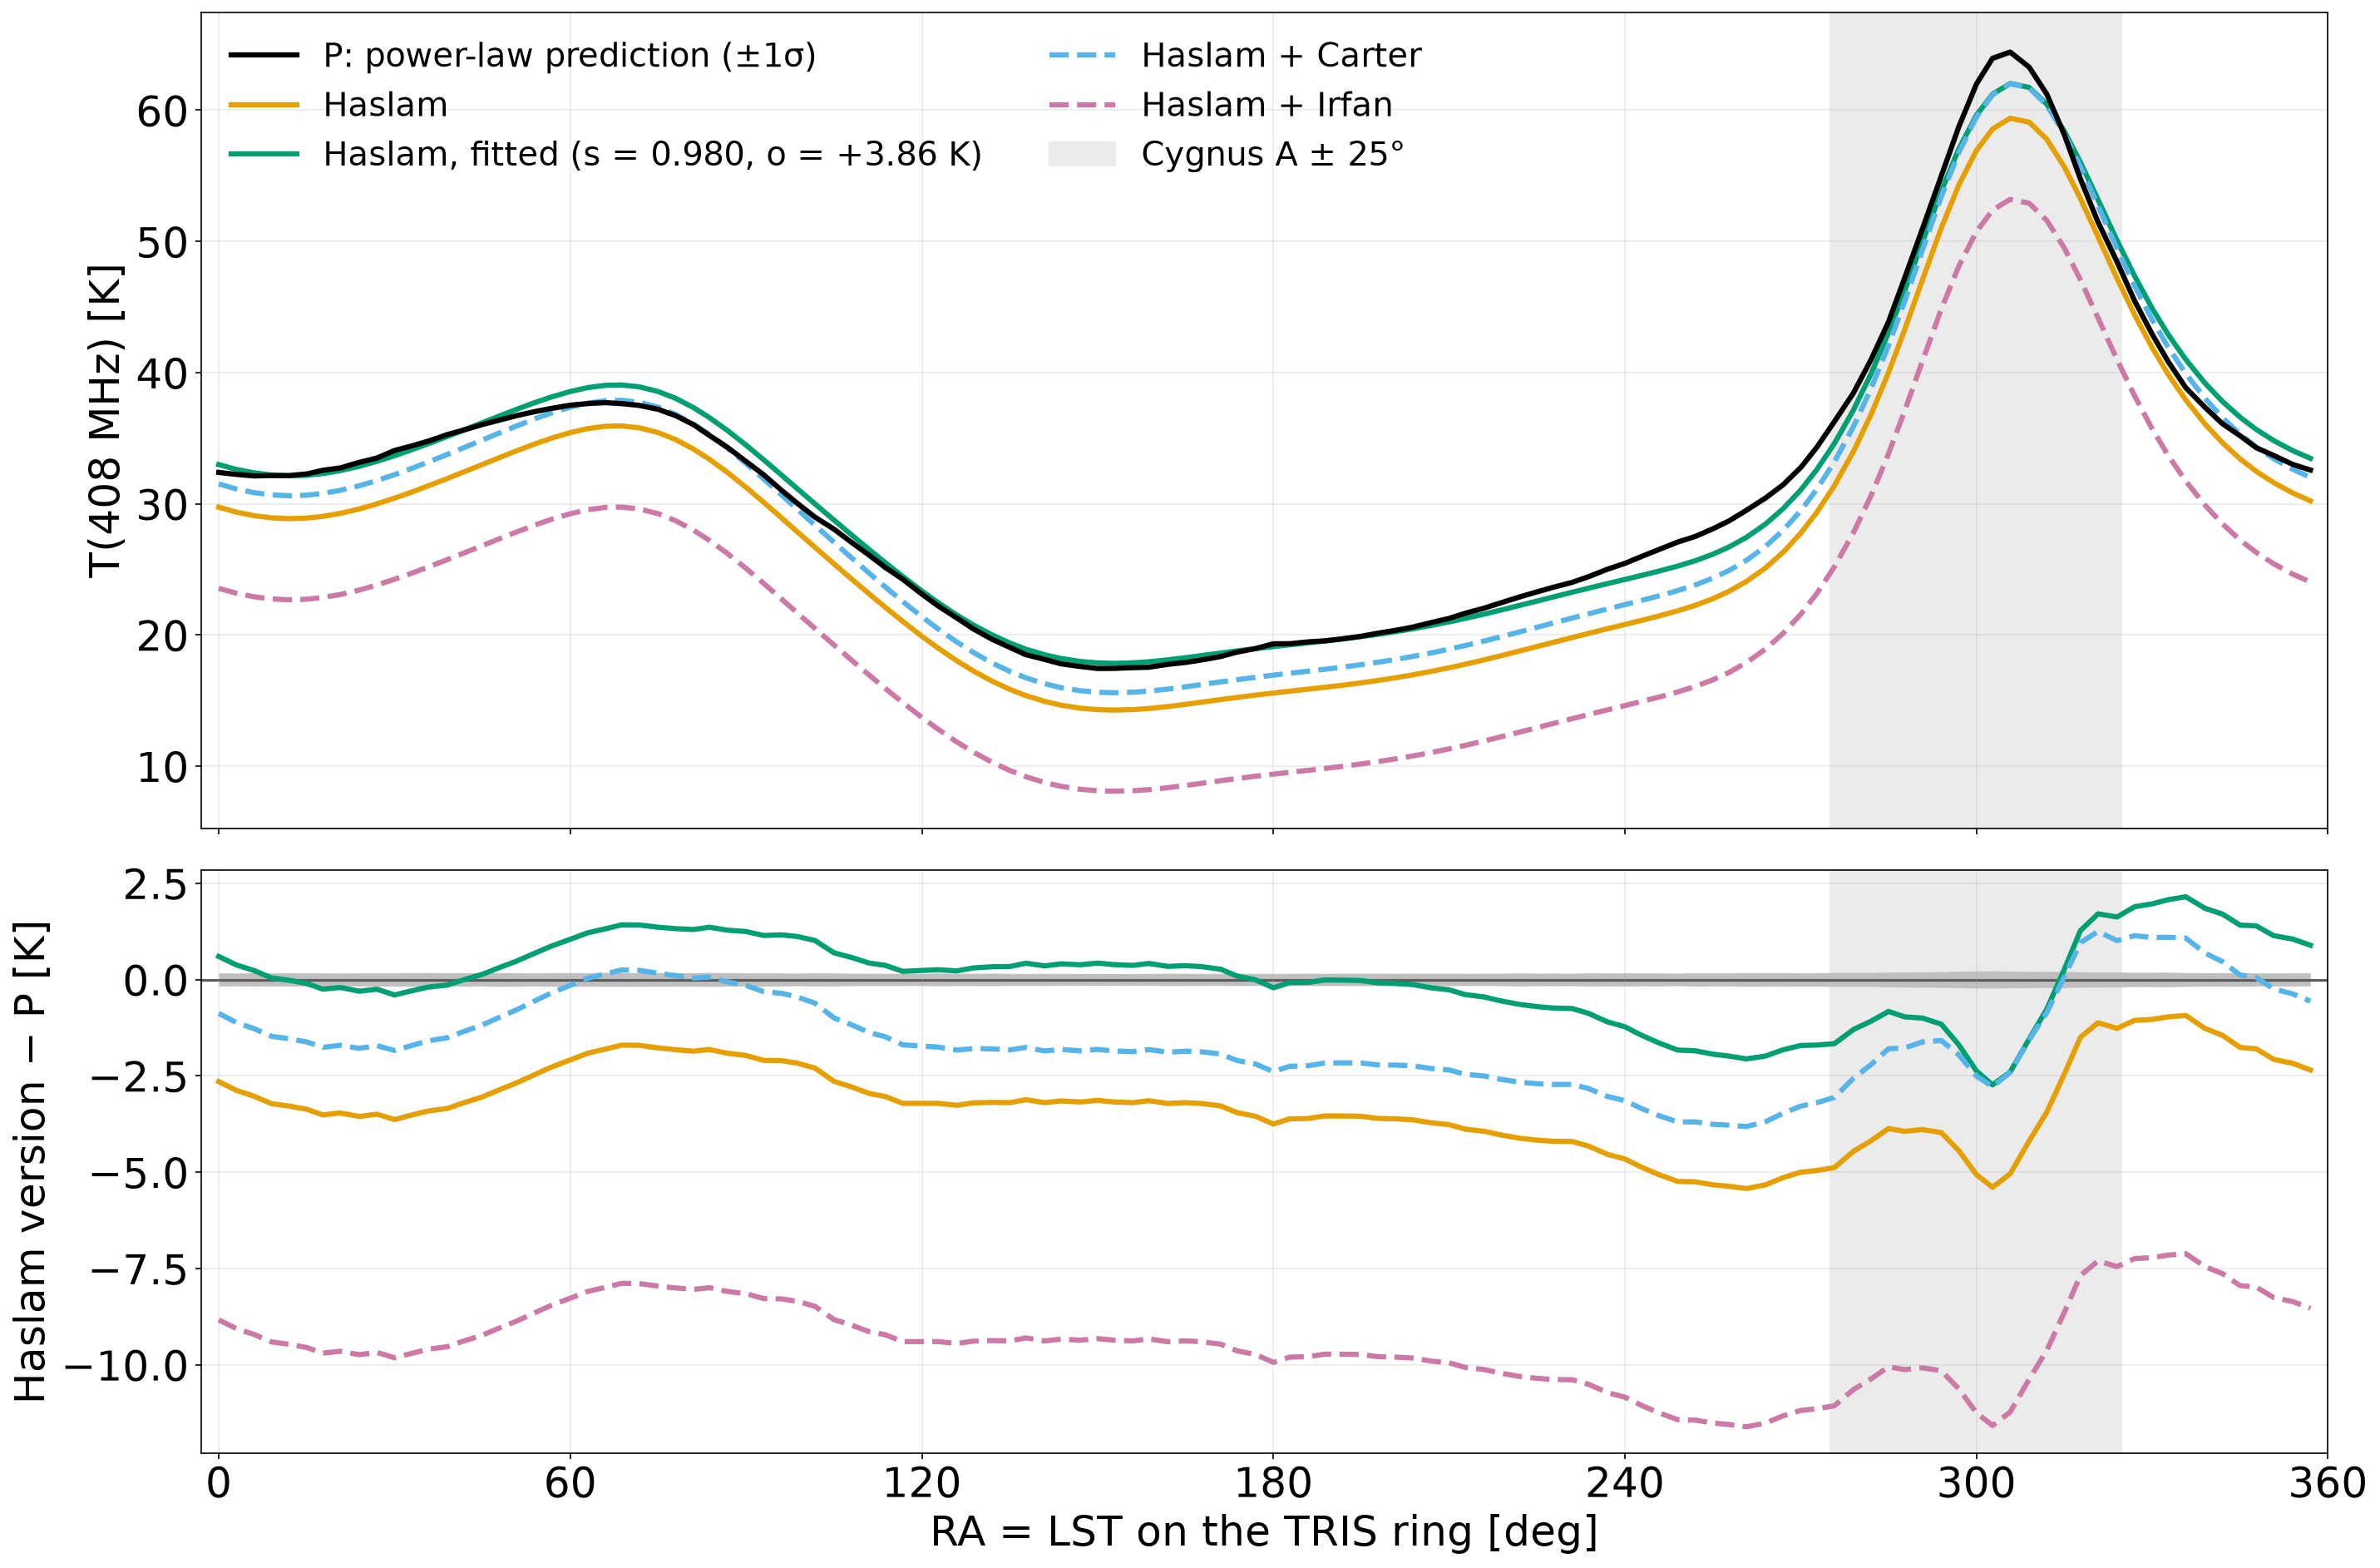 P: power-law prediction (±1σ)
Haslam
Haslam, fitted (s = 0.980, o = +3.86 K)
Haslam + Carter
Haslam + Irfan
Cygnus A ± 25°
T(408 MHz) [K]
60
50
40
30
20
10
Haslam version − P [K]
2.5
0.0
−2.5
−5.0
−7.5
−10.0
0 60 120 180 240 300 360
RA = LST on the TRIS ring [deg]